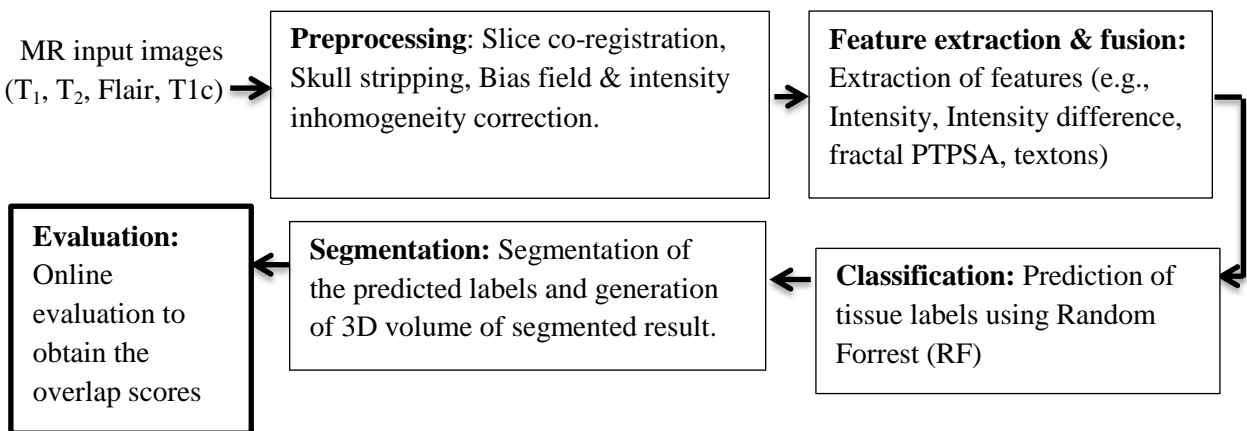 MR input images
(T1, T2, Flair, T1c)
Preprocessing: Slice co-registration,
Skull stripping, Bias field & intensity
inhomogeneity correction.
Feature extraction & fusion:
Extraction of features (e.g.,
Intensity, Intensity difference,
fractal PTPSA, textons)
Classification: Prediction of
tissue labels using Random
Forrest (RF)
Segmentation: Segmentation of
the predicted labels and generation
of 3D volume of segmented result.
Evaluation:
Online
evaluation to
obtain the
overlap scores